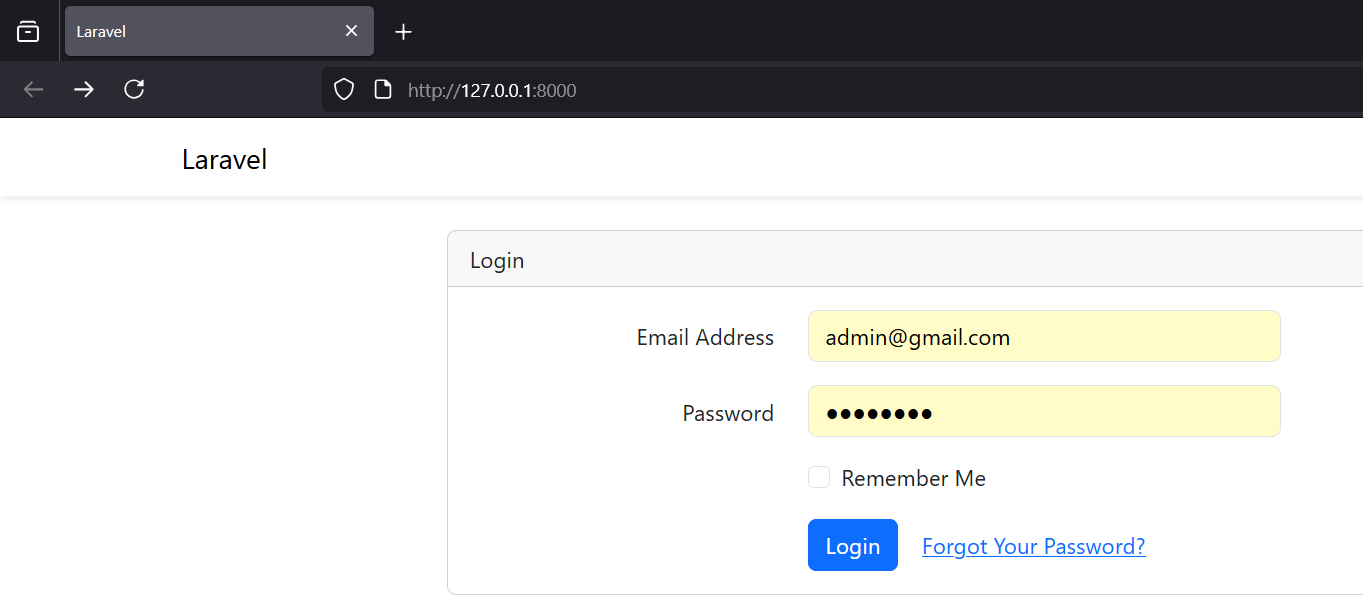 Laravel
http://127.0.0.1:8000
Laravel
Login
Email Address admin@gmail.com
Password ●●●●●●●●
Remember Me
Login Forgot Your Password?